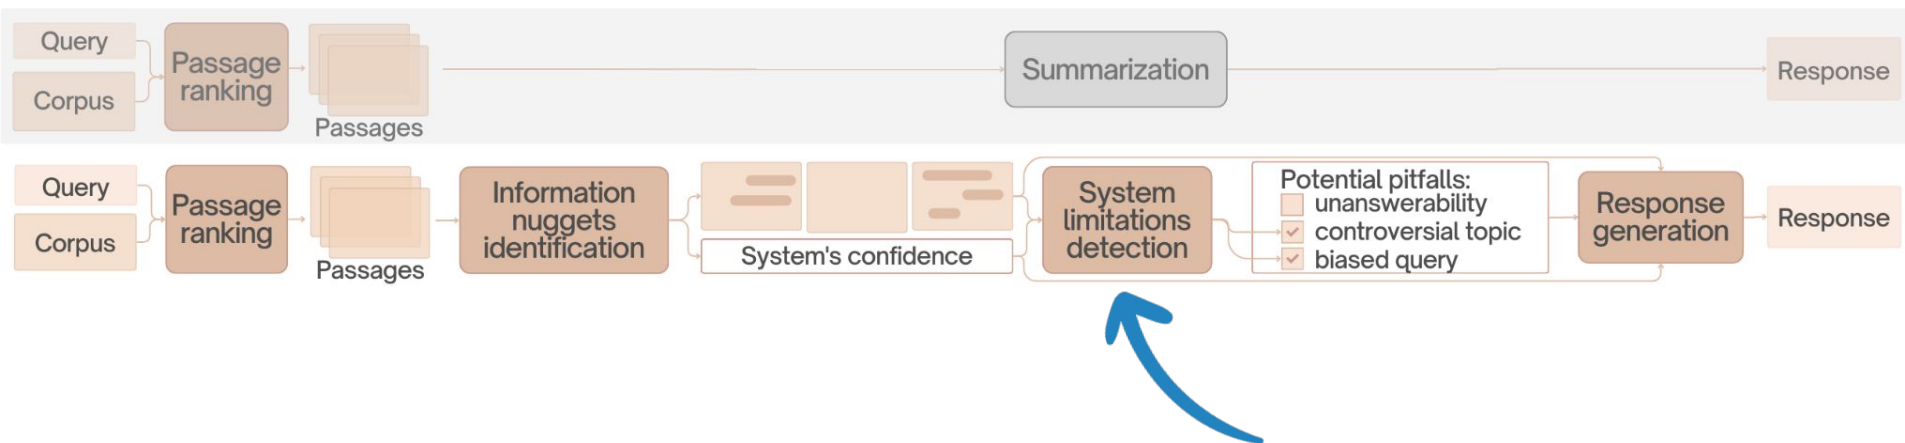 Query
Corpus
Passage
ranking
Passages
Summarization
Response
Query
Corpus
Passage
ranking
Passages
Information
nuggets
identification
System's confidence
System
limitations
detection
Potential pitfalls:
unanswerability
controversial topic
biased query
Response
generation
Response